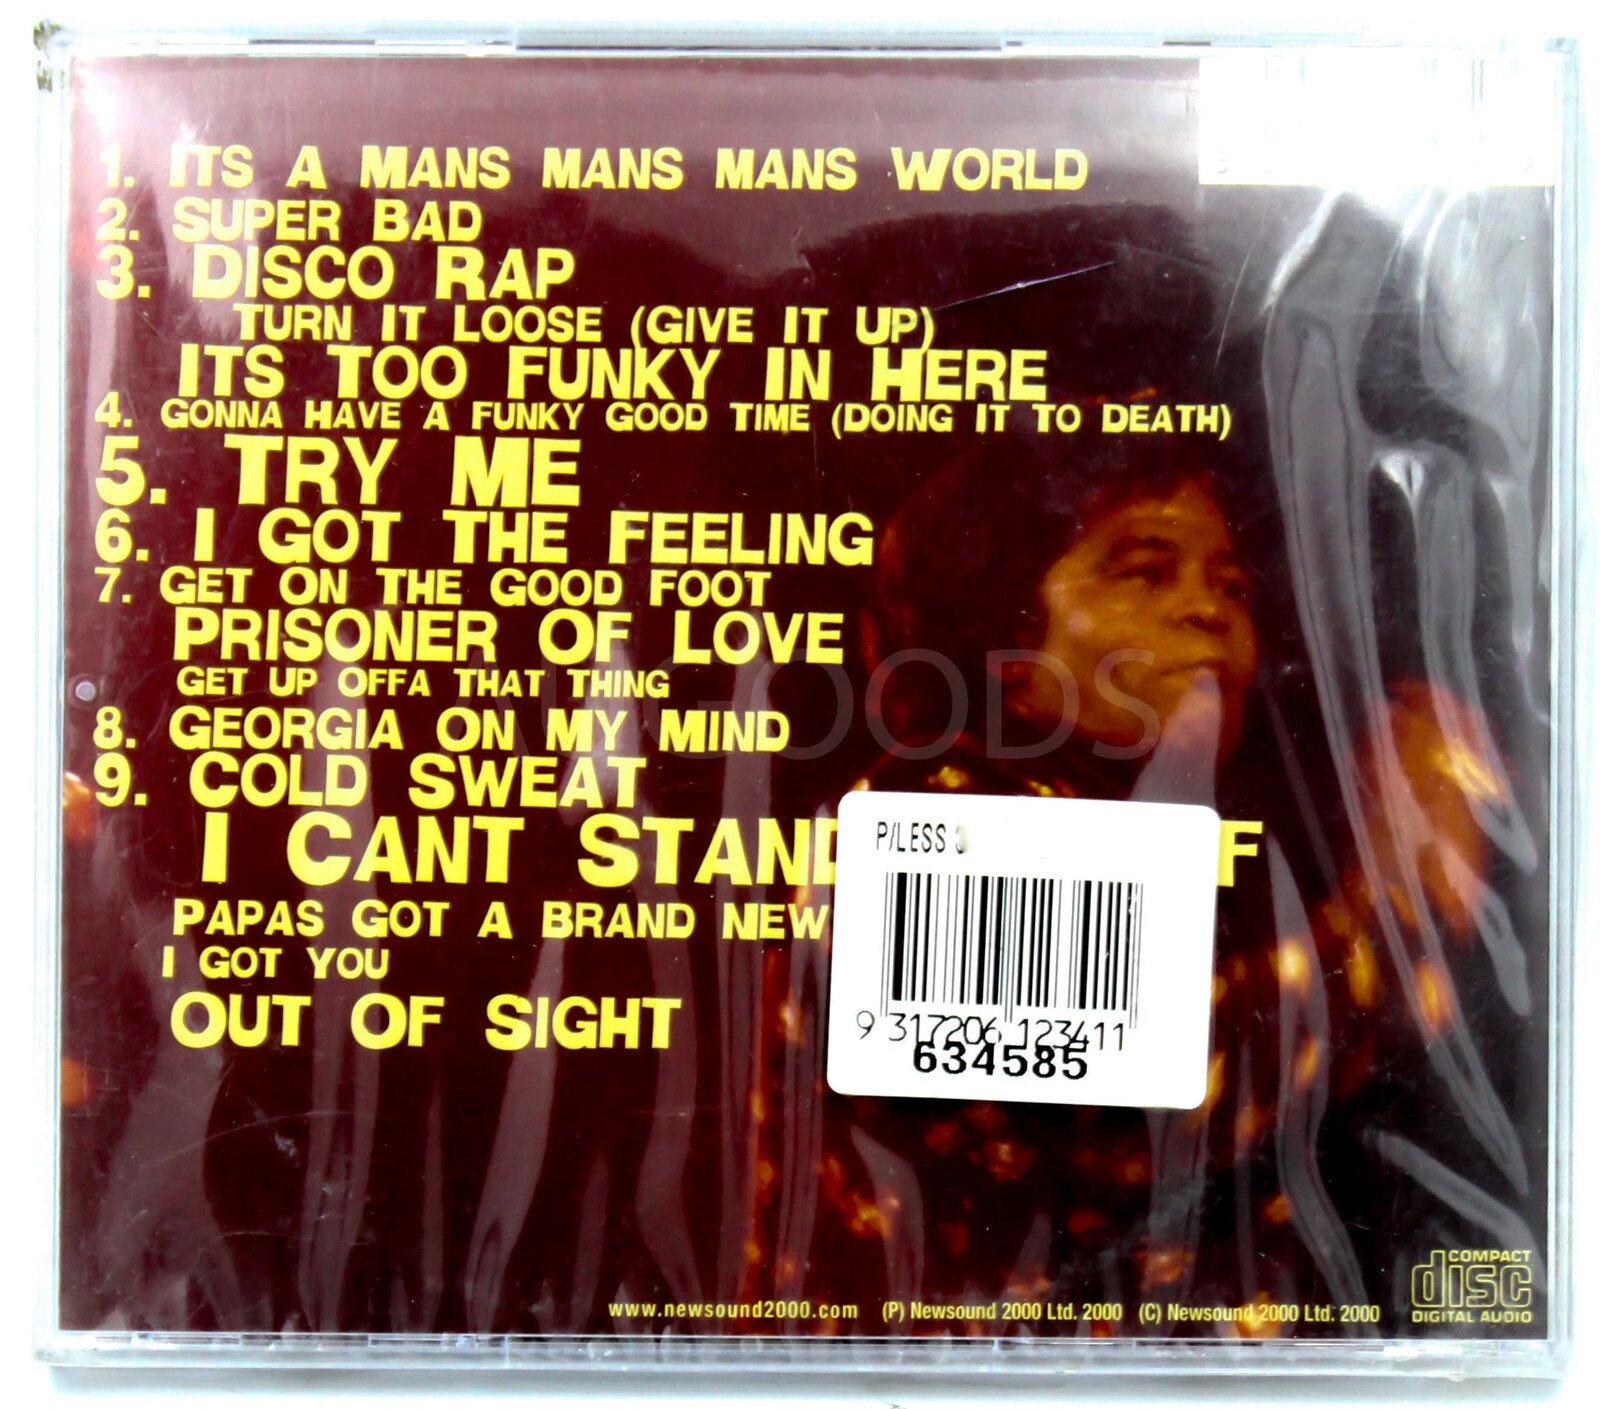 1. ITS A MANS MANS MANS WORLD
2. SUPER BAD
3. DISCO RAP
TURN IT LOOSE (GIVE IT UP)
ITS TOO FUNKY IN HERE
4. GONNA HAVE A FUNKY GOOD TIME (DOING IT TO DEATH)
5. TRY ME
6. I GOT THE FEELING
7. GET ON THE GOOD FOOT
PRISONER OF LOVE
GET UP OFFA THAT THING
8. GEORGIA ON MY MIND
9. COLD SWEAT
I CANT STAND F
PAPAS GOT A BRAND NEW
I GOT YOU
OUT OF SIGHT
AUGOODS
P/LESS
9 317206 123411
634585
www.newsound2000.com (P) Newsound 2000 Ltd. 2000 (C) Newsound 2000 Ltd. 2000
COMPACT
disc
DIGITAL AUDIO